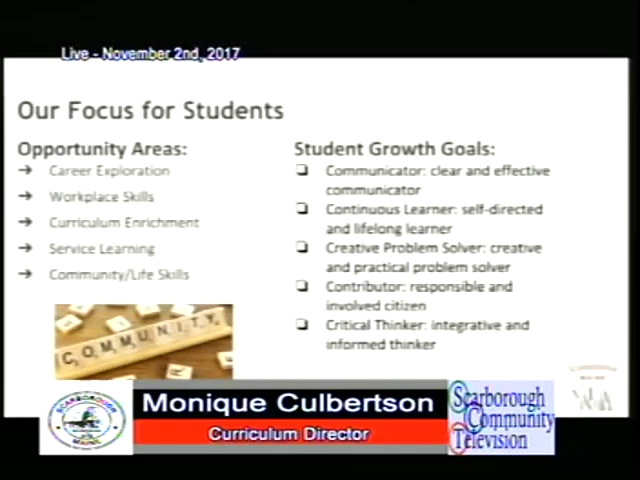 Live - November 2nd, 2017
Our Focus for Students
Opportunity Areas:
➔ Career Exploration
➔ Workplace Skills
➔ Curriculum Enrichment
➔ Service Learning
➔ Community/Life Skills
Student Growth Goals:
❑ Communicator: clear and effective
communicator
❑ Continuous Learner: self-directed
and lifelong learner
❑ Creative Problem Solver: creative
and practical problem solver
❑ Contributor: responsible and
involved citizen
❑ Critical Thinker: integrative and
informed thinker
COMMUNITY
SCARBOROUGH
MAINE
Monique Culbertson
Curriculum Director
Scarborough
Community
Television